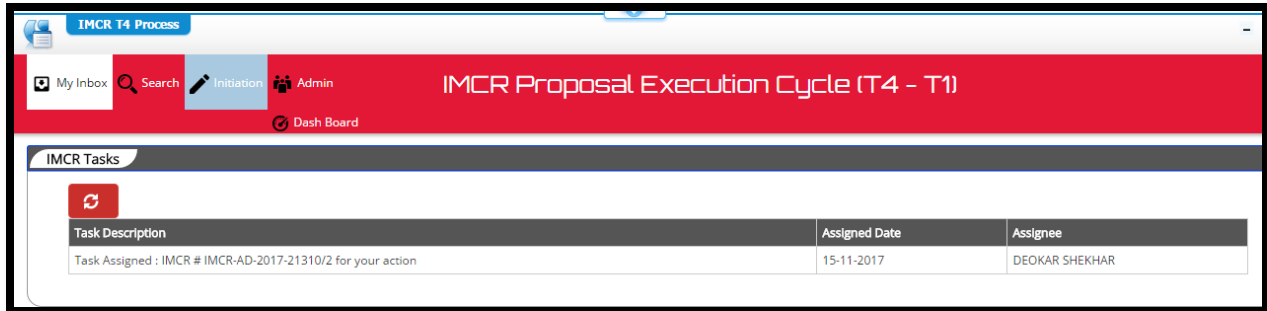 IMCR T4 Process
My Inbox Search Initiation Admin IMCR Proposal Execution Cycle (T4 - T1)
Dash Board
IMCR Tasks
Task Description Assigned Date Assignee
Task Assigned : IMCR # IMCR-AD-2017-21310/2 for your action 15-11-2017 DEOKAR SHEKHAR